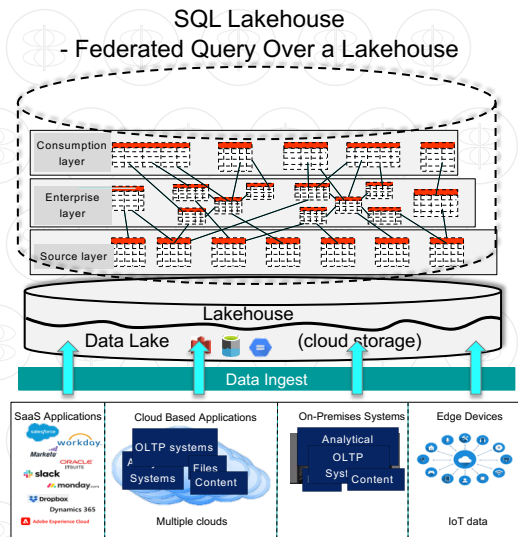 SQL Lakehouse
- Federated Query Over a Lakehouse
Consumption
layer
Enterprise
layer
Source layer
Lakehouse
Data Lake
(cloud storage)
Data Ingest
SaaS Applications
salesforce
workday.
Marketo
ORACLE
NETSUITE
slack
monday.com
Dropbox
Dynamics 365
Adobe Experience Cloud
Cloud Based Applications
OLTP systems
Files
Systems
Content
Multiple clouds
On-Premises Systems
Analytical
OLTP
Content
Edge Devices
IoT data